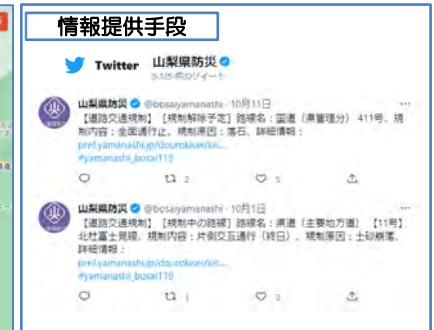 情報提供手段
Twitter 山梨県防災
山梨県防災 @bosaiyamanashi · 10月11日
【道路交通規制】［規制解除予定］路線名：国道（県管理分） 411号、規
制内容：全面通行止、規制原因：落石、詳細情報：
pref.yamanashi.jp/dourokisei/kic...
#yamanashi_bosai119
2 5
山梨県防災 @bosaiyamanashi · 10月1日
【道路交通規制】［規制中の路線］路線名：県道（主要地方道）【11号】
北杜富士見線、規制内容：片側交互通行（終日）、規制原因：土砂崩落、
詳細情報：
#yamanashi_bosai119
1 3